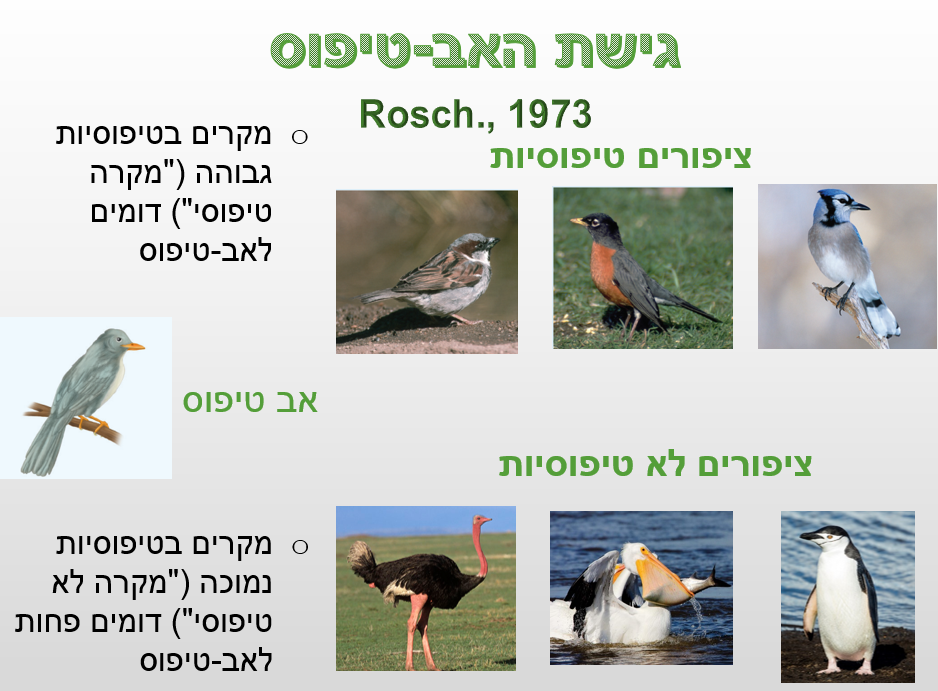 גישת האב-טיפוס
Rosch., 1973
ציפורים טיפוסיות
○ מקרים בטיפוסיות
גבוהה ("מקרה
טיפוסי") דומים
לאב-טיפוס
אב טיפוס
ציפורים לא טיפוסיות
○ מקרים בטיפוסיות
נמוכה ("מקרה לא
טיפוסי") דומים פחות
לאב-טיפוס